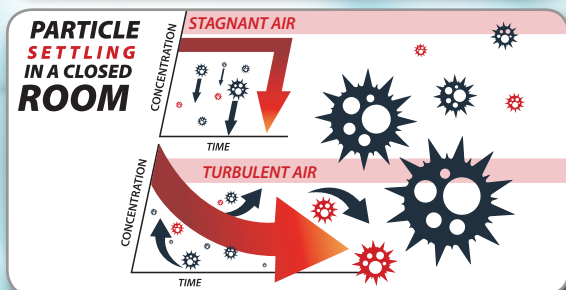 PARTICLE
SETTLING
IN A CLOSED
ROOM
STAGNANT AIR
CONCENTRATION
TIME
TURBULENT AIR
CONCENTRATION
TIME